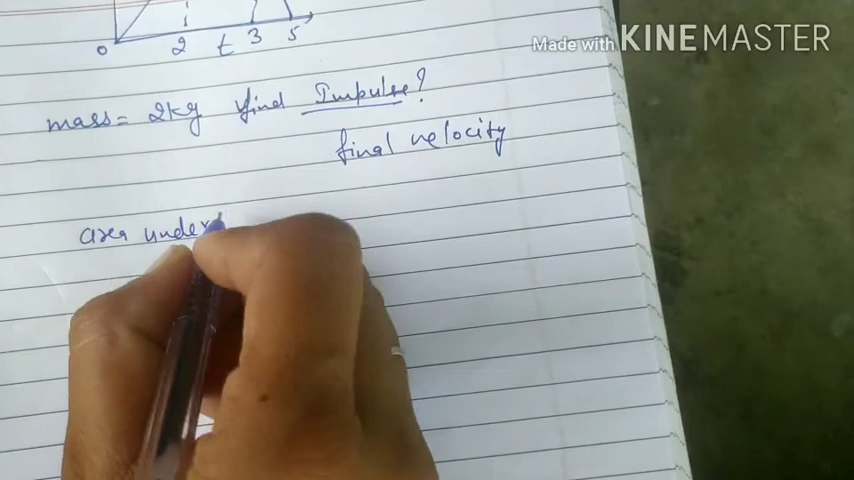 Made with KINEMASTER
0 2 t 3 5
mass = 2kg find Impulse?
final velocity
area under